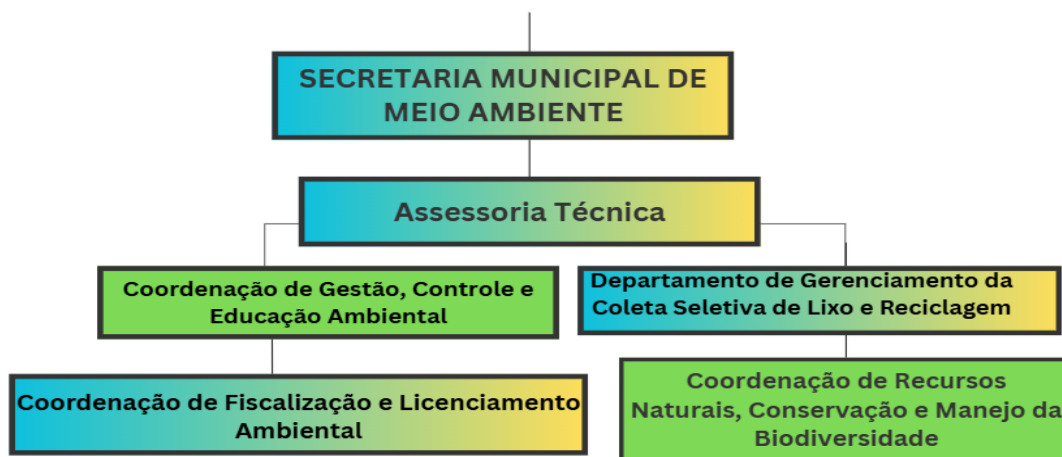 SECRETARIA MUNICIPAL DE
MEIO AMBIENTE
Assessoria Técnica
Coordenação de Gestão, Controle e
Educação Ambiental
Departamento de Gerenciamento da
Coleta Seletiva de Lixo e Reciclagem
Coordenação de Fiscalização e Licenciamento
Ambiental
Coordenação de Recursos
Naturais, Conservação e Manejo da
Biodiversidade